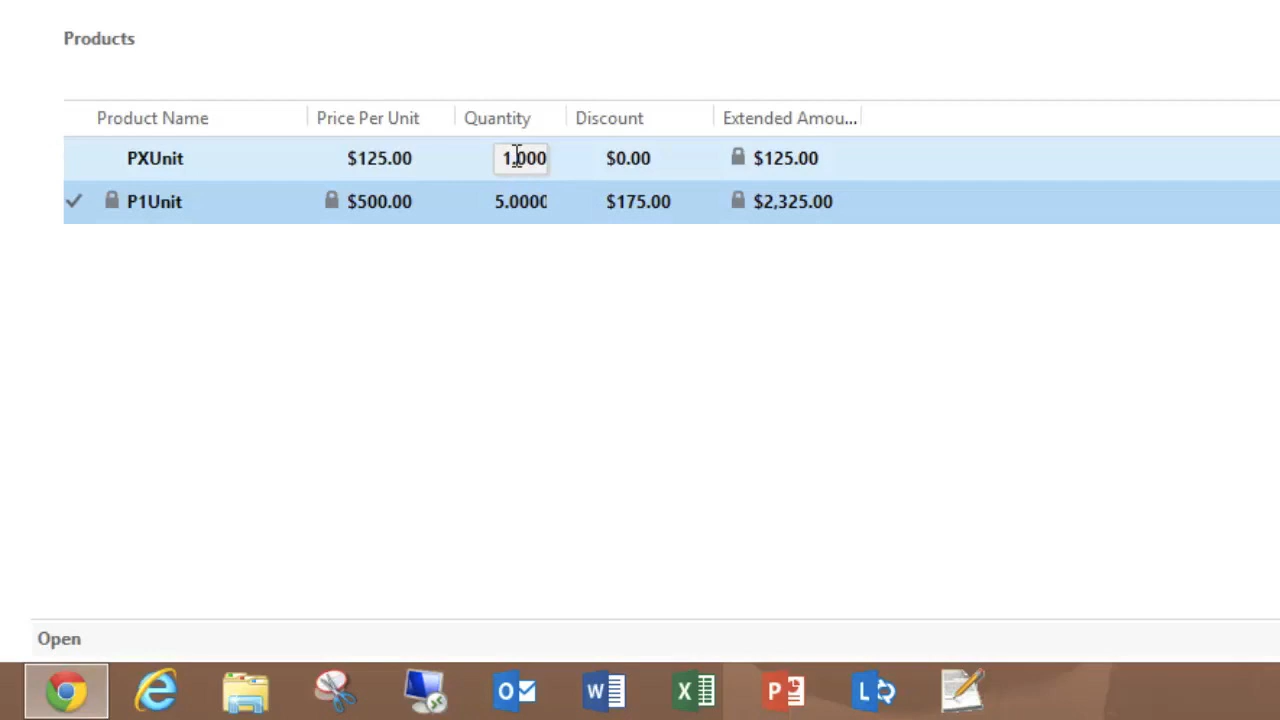 Products
Product Name Price Per Unit Quantity Discount Extended Amou...
PXUnit $125.00 1.000 $0.00 $125.00
P1Unit $500.00 5.0000 $175.00 $2,325.00
Open